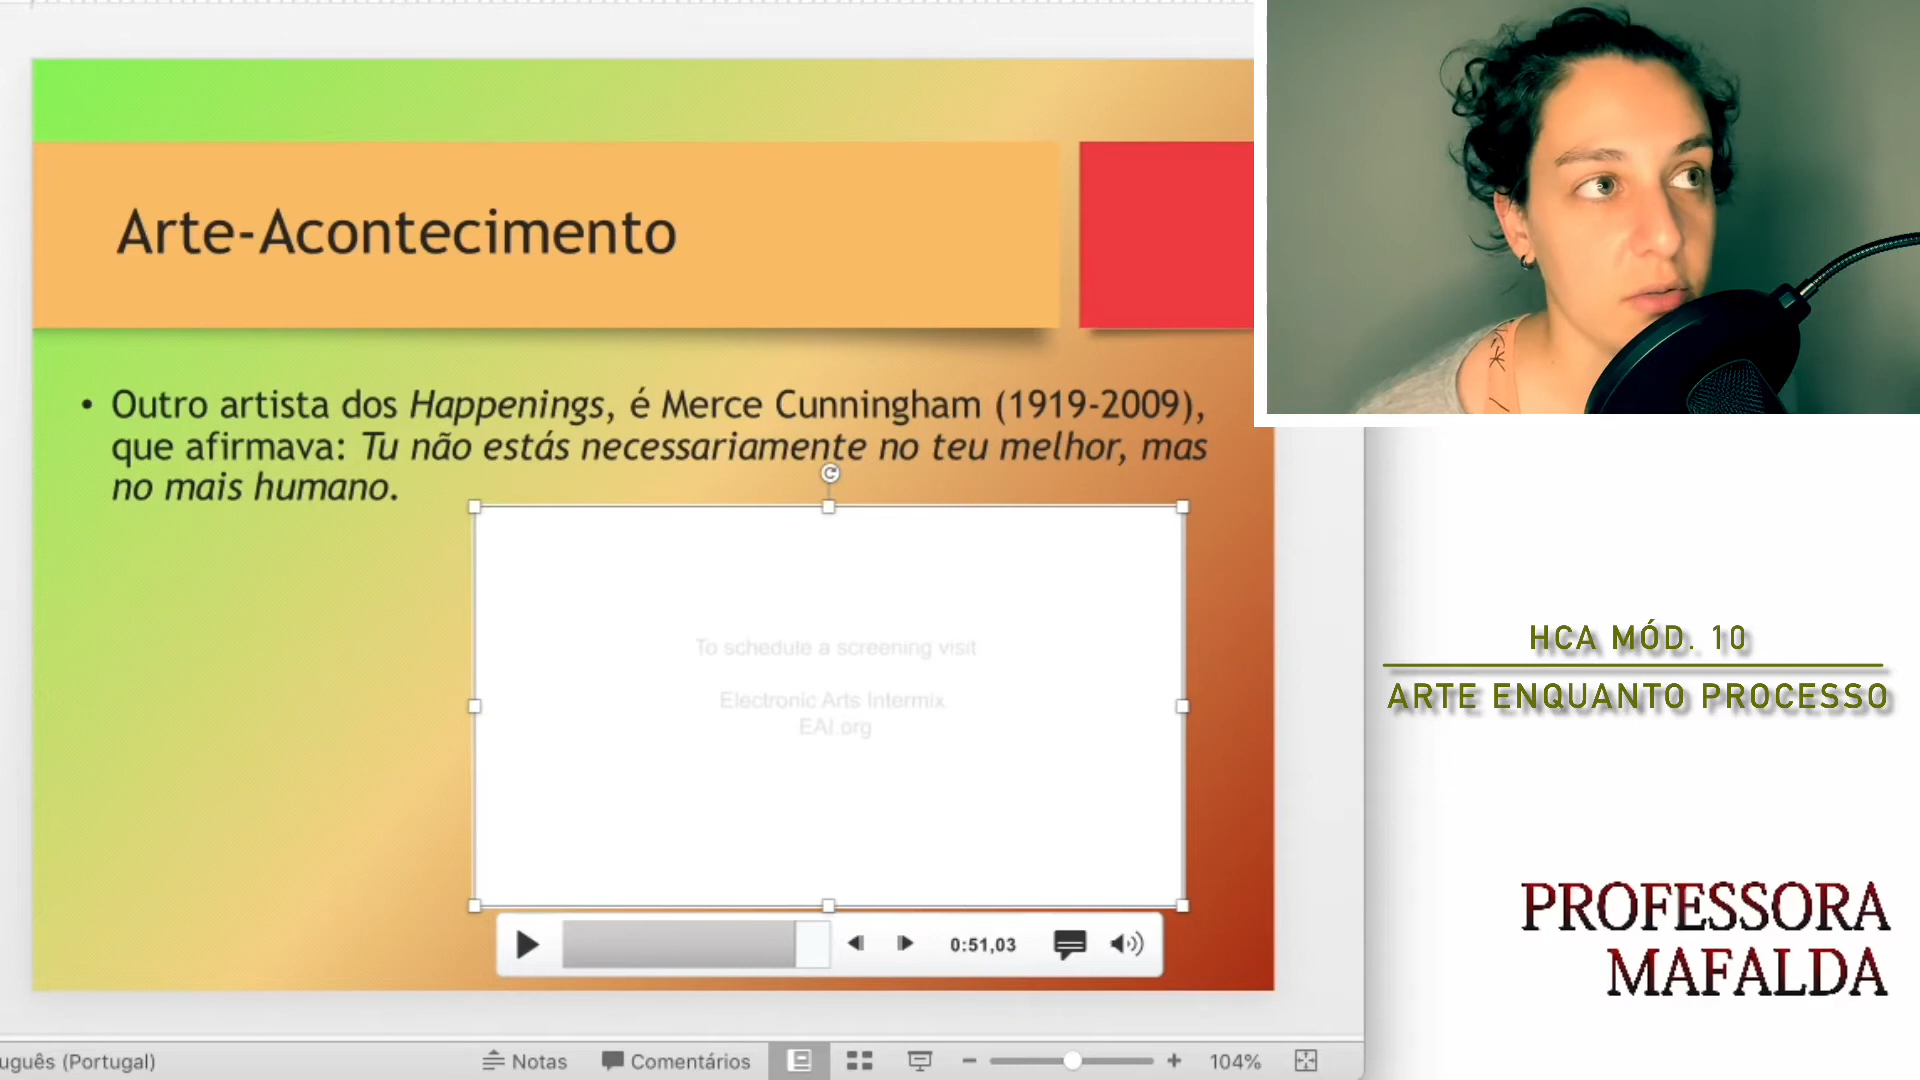 Arte-Acontecimento
• Outro artista dos Happenings, é Merce Cunningham (1919-2009),
que afirmava: Tu não estás necessariamente no teu melhor, mas
no mais humano.
To schedule a screening visit
Electronic Arts Intermix
EAI.org
0:51,03
HCA MÓD. 10
ARTE ENQUANTO PROCESSO
PROFESSORA
MAFALDA
uguês (Portugal)
Notas
Comentários
104%